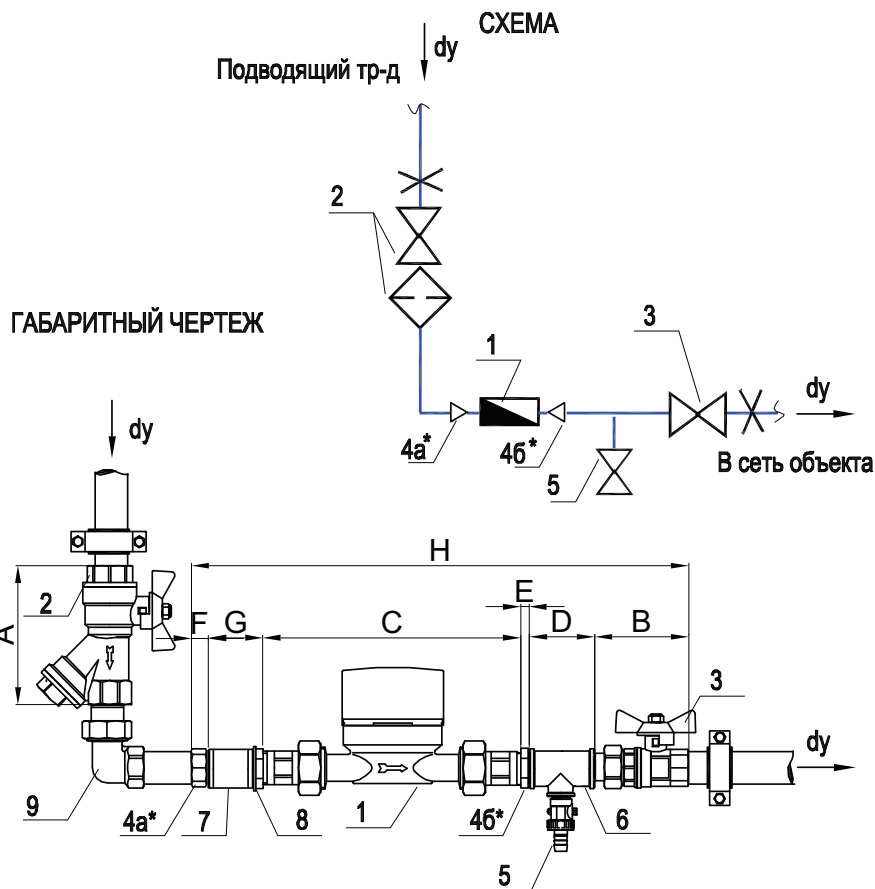 СХЕМА
dy
Подводящий тр-д
2
ГАБАРИТНЫЙ ЧЕРТЕЖ
3
1
dy
dy
4а*
4б*
В сеть объекта
5
H
2
E
A
F
G
C
D
B
3
dy
9
4а*
7
8
1
4б*
6
5